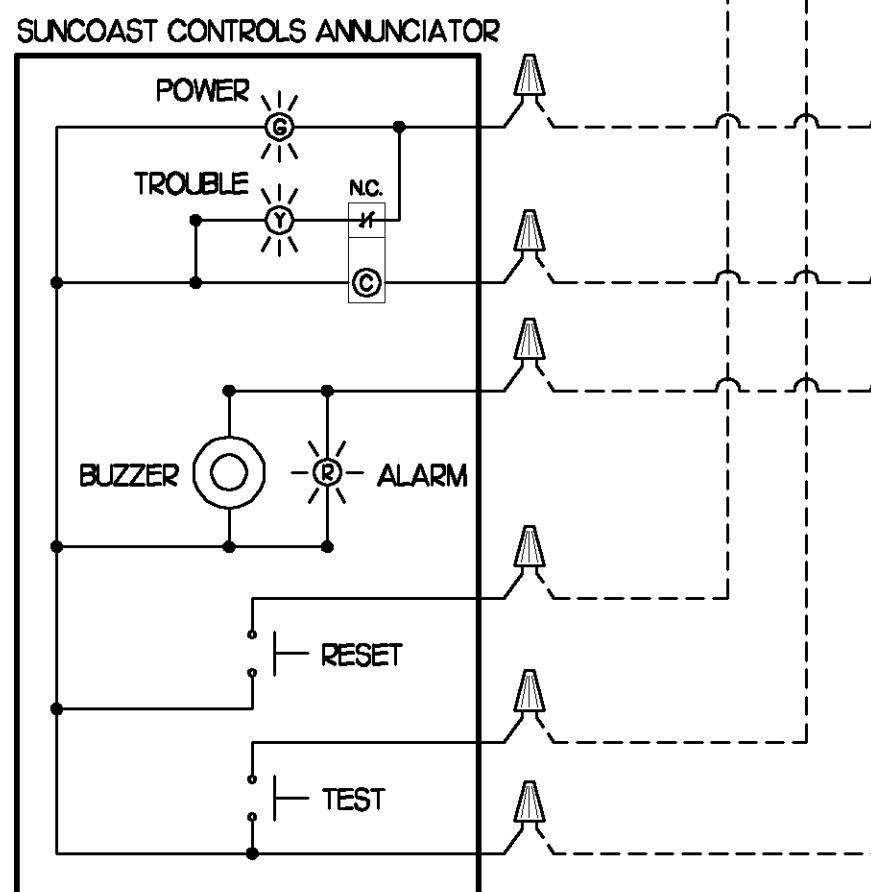 SUNCOAST CONTROLS ANNUNCIATOR
POWER
G
TROUBLE
N.C.
Y
C
BUZZER
R
ALARM
RESET
TEST